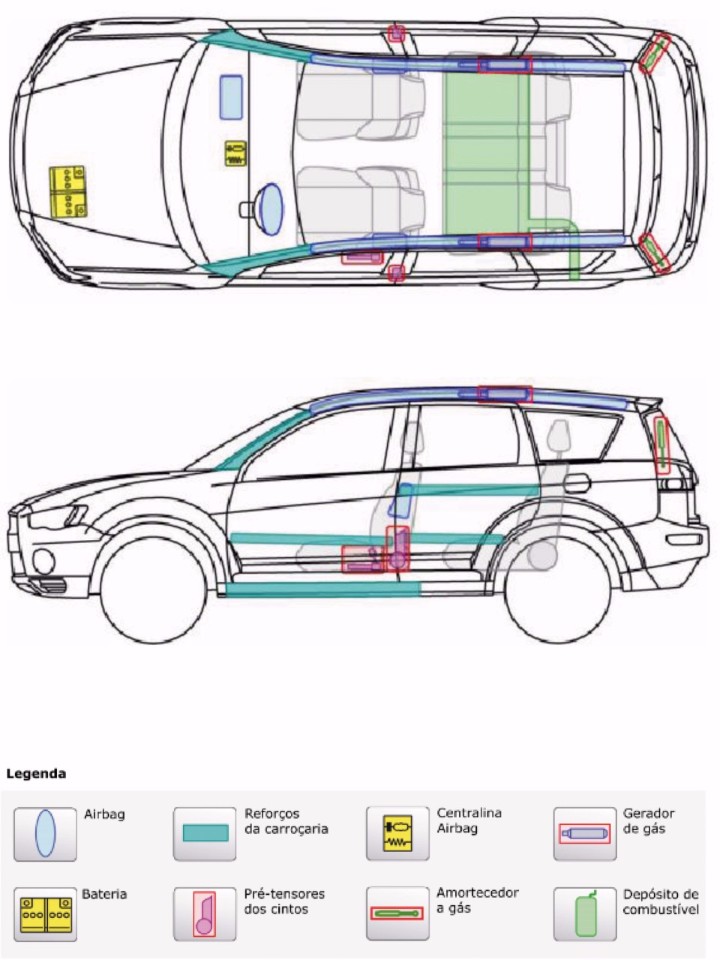 Legenda
Airbag
Reforços
da carroçaria
Centralina
Airbag
Gerador
de gás
Bateria
Pré-tensores
dos cintos
Amortecedor
a gás
Depósito de
combustível